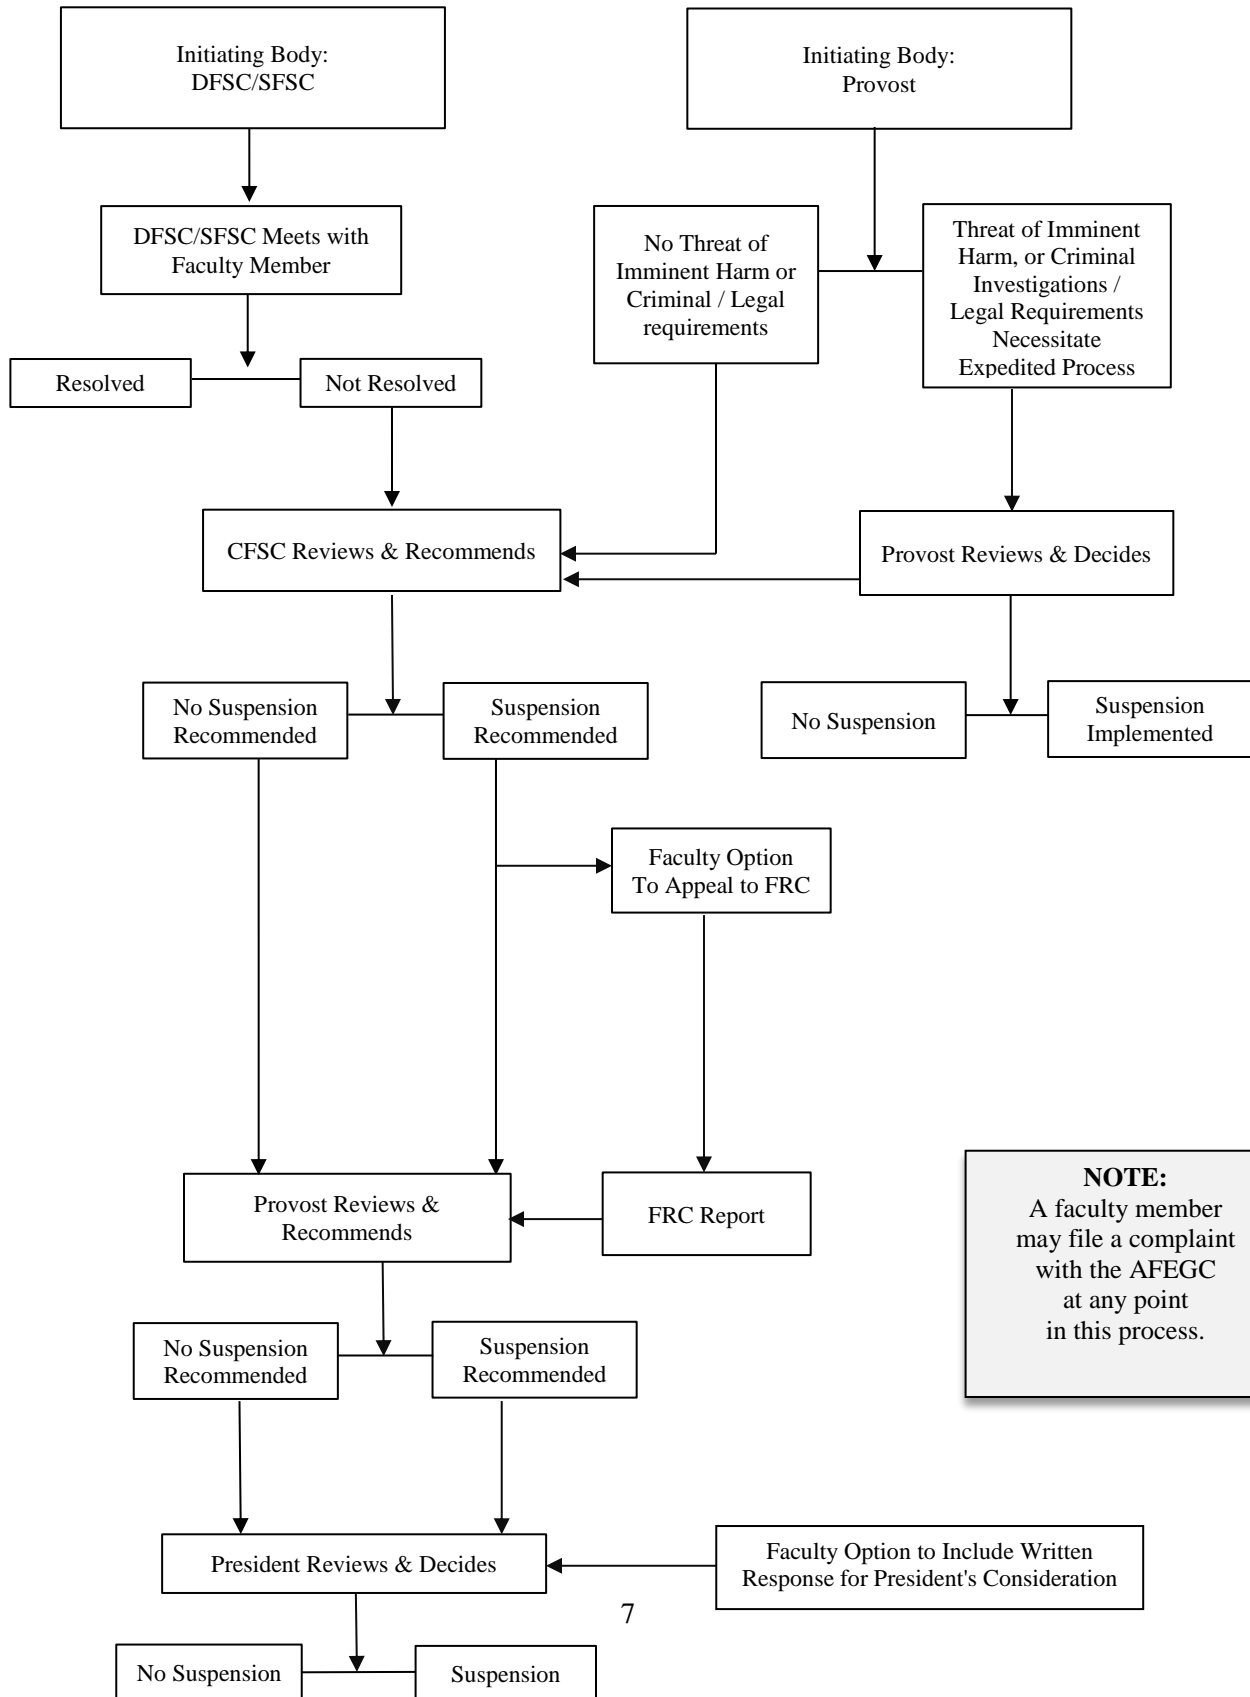 Initiating Body:
DFSC/SFSC
Initiating Body:
Provost
DFSC/SFSC Meets with
Faculty Member
No Threat of
Imminent Harm or
Criminal / Legal
requirements
Threat of Imminent
Harm, or Criminal
Investigations /
Legal Requirements
Necessitate
Expedited Process
Resolved
Not Resolved
CFSC Reviews & Recommends
Provost Reviews & Decides
No Suspension
Recommended
Suspension
Recommended
No Suspension
Suspension
Implemented
Faculty Option
To Appeal to FRC
Provost Reviews &
Recommends
FRC Report
NOTE:
A faculty member
may file a complaint
with the AFEGC
at any point
in this process.
No Suspension
Recommended
Suspension
Recommended
President Reviews & Decides
Faculty Option to Include Written
Response for President's Consideration
7
No Suspension
Suspension